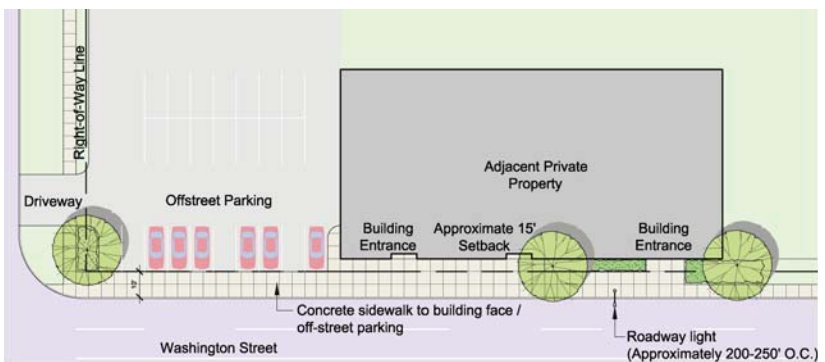 Right-of-Way Line
Driveway
Offstreet Parking
Adjacent Private
Property
Building
Entrance
Approximate 15'
Setback
Building
Entrance
Concrete sidewalk to building face /
off-street parking
Washington Street
Roadway light
(Approximately 200-250' O.C.)